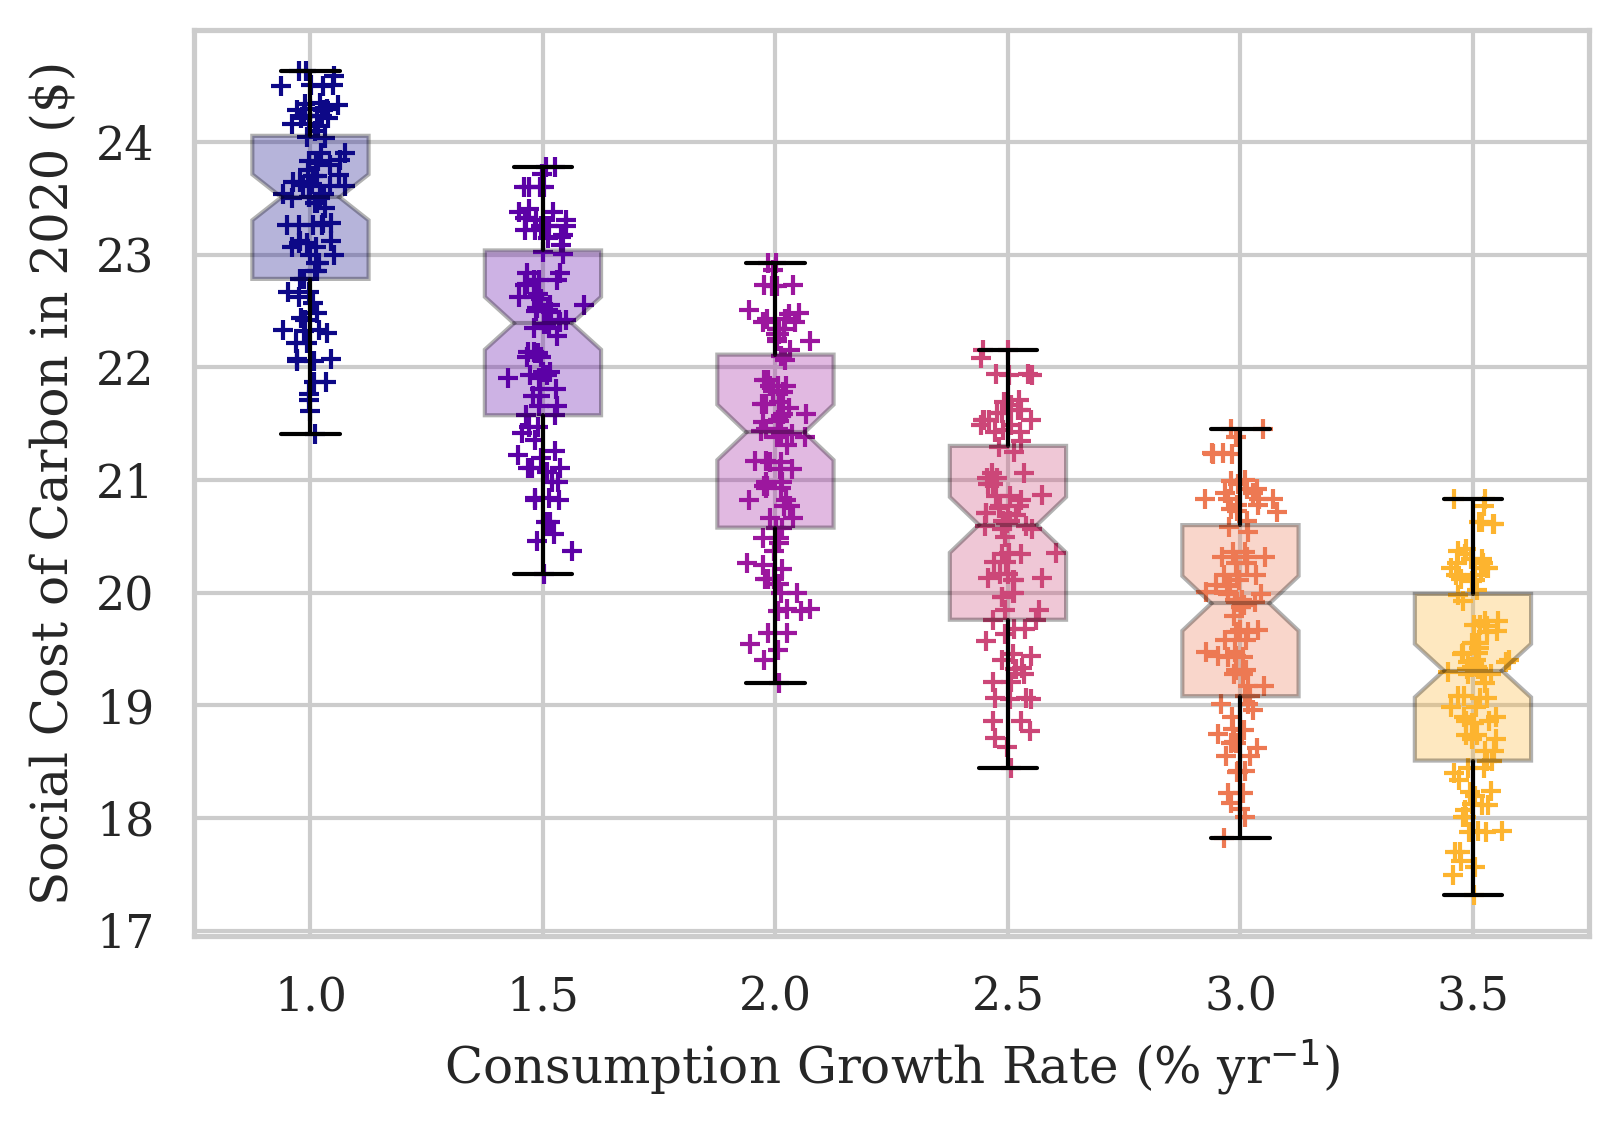 Social Cost of Carbon in 2020 ($)
24
23
22
21
20
19
18
17
1.0 1.5 2.0 2.5 3.0 3.5
Consumption Growth Rate (% yr⁻¹)